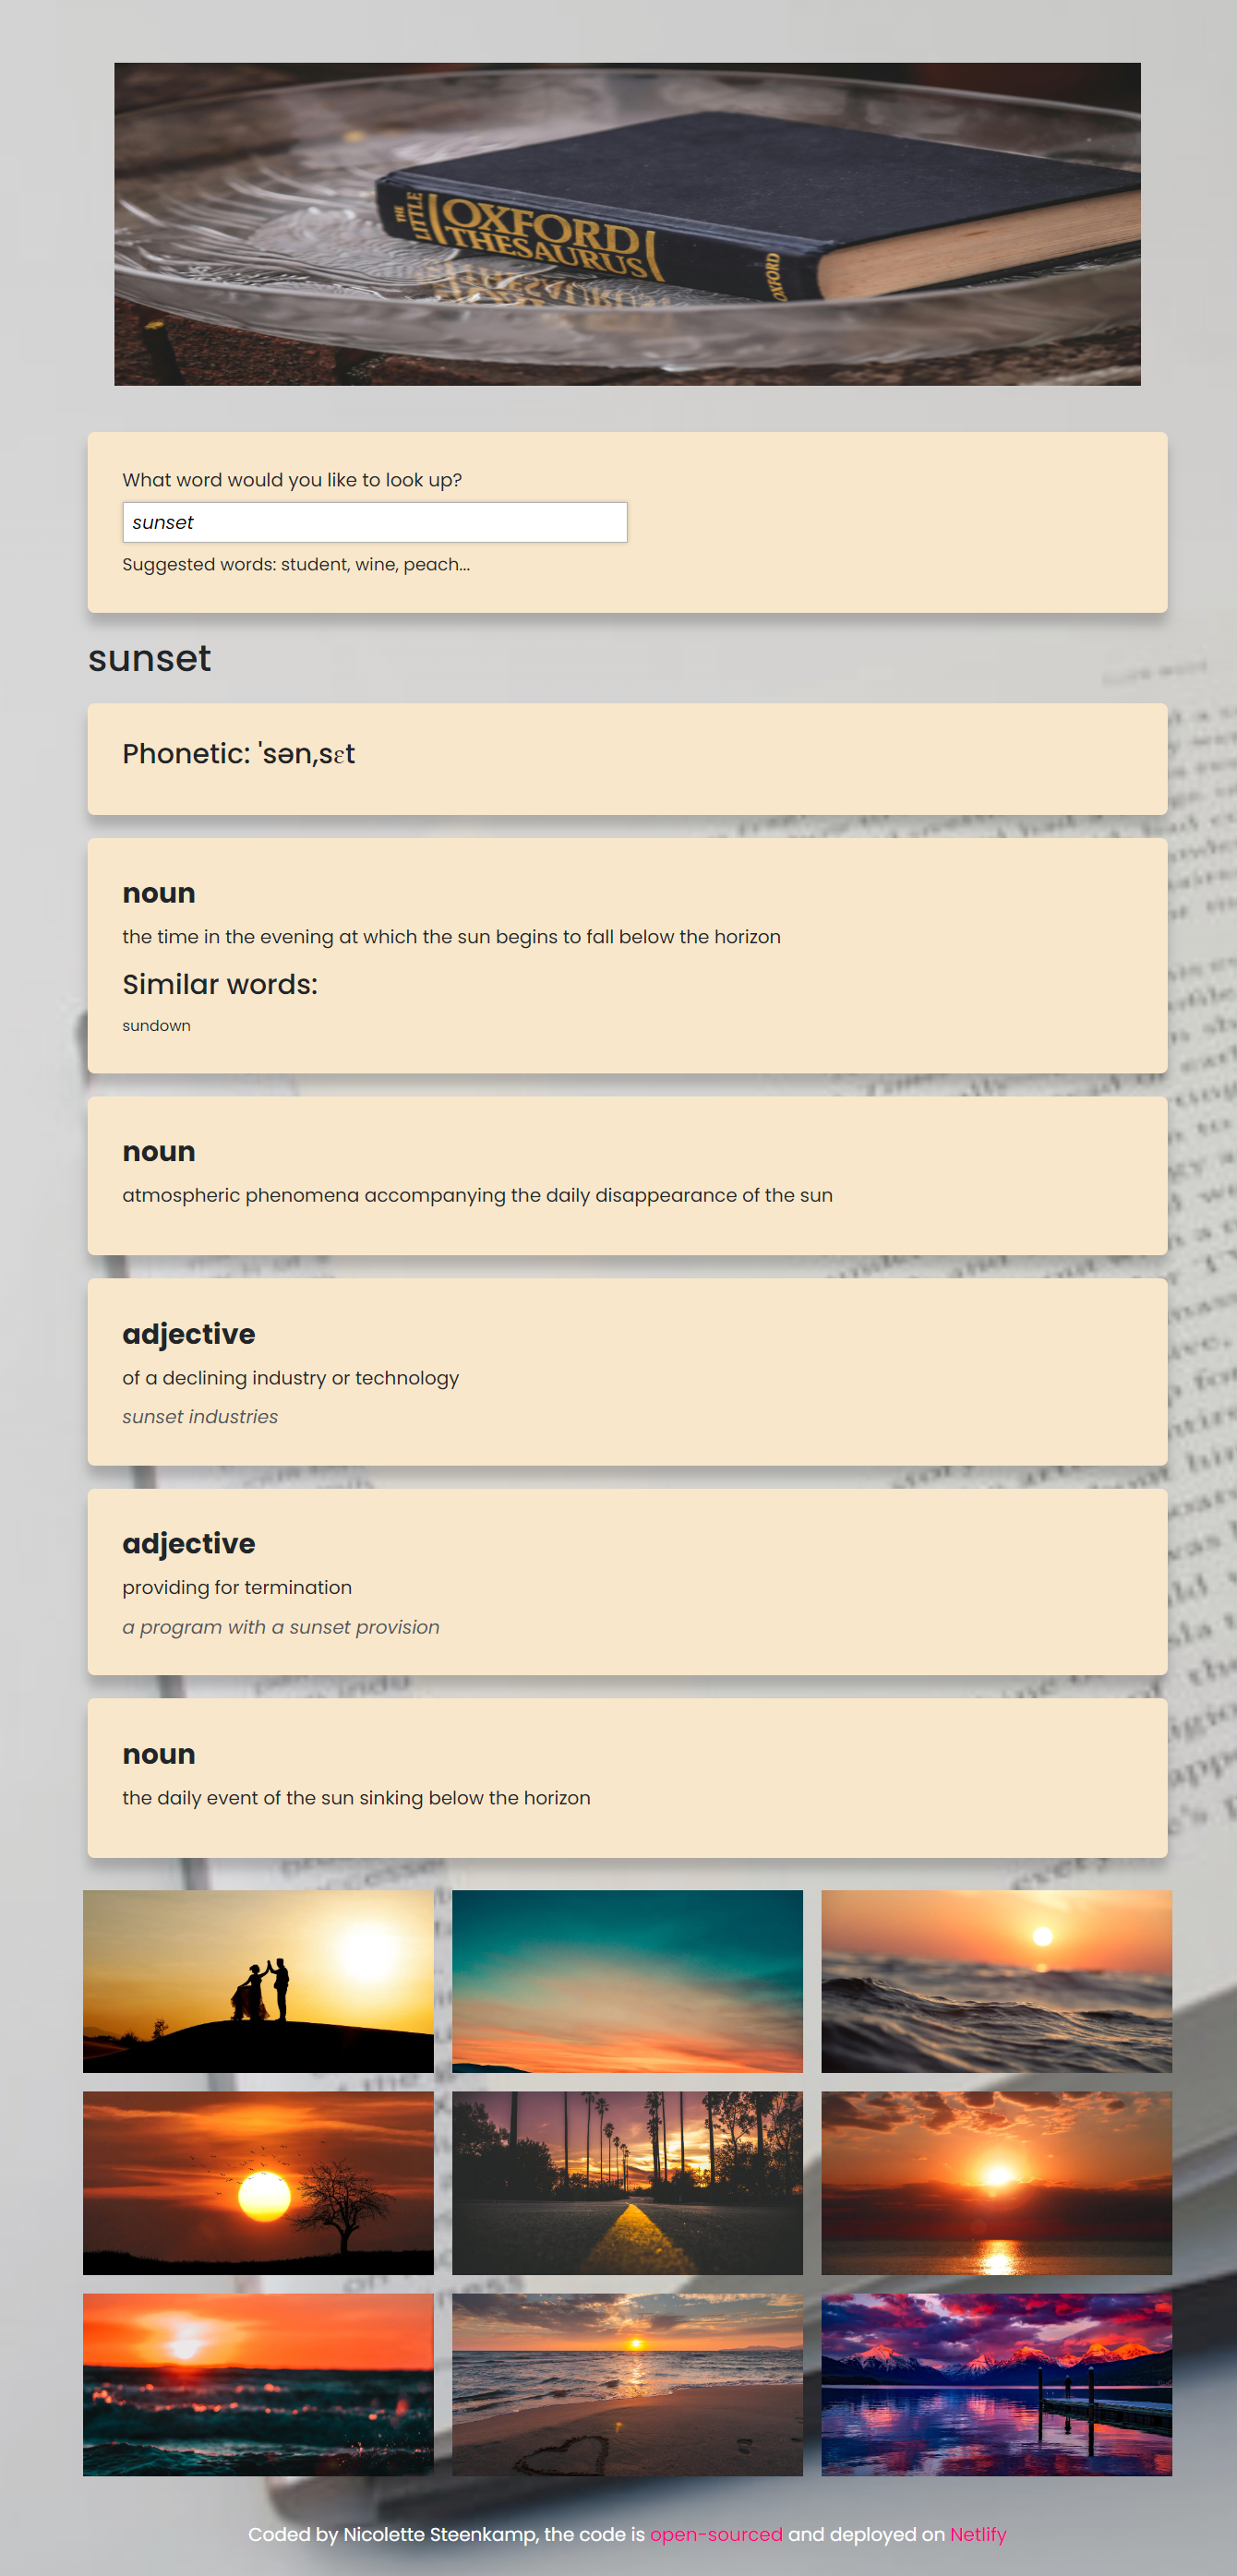 THE LITTLE
OXFORD
THESAURUS
OXFORD
What word would you like to look up?
sunset
Suggested words: student, wine, peach...
sunset
Phonetic: 'sən,sɛt
noun
the time in the evening at which the sun begins to fall below the horizon
Similar words:
sundown
noun
atmospheric phenomena accompanying the daily disappearance of the sun
adjective
of a declining industry or technology
sunset industries
adjective
providing for termination
a program with a sunset provision
noun
the daily event of the sun sinking below the horizon
Coded by Nicolette Steenkamp, the code is open-sourced and deployed on Netlify